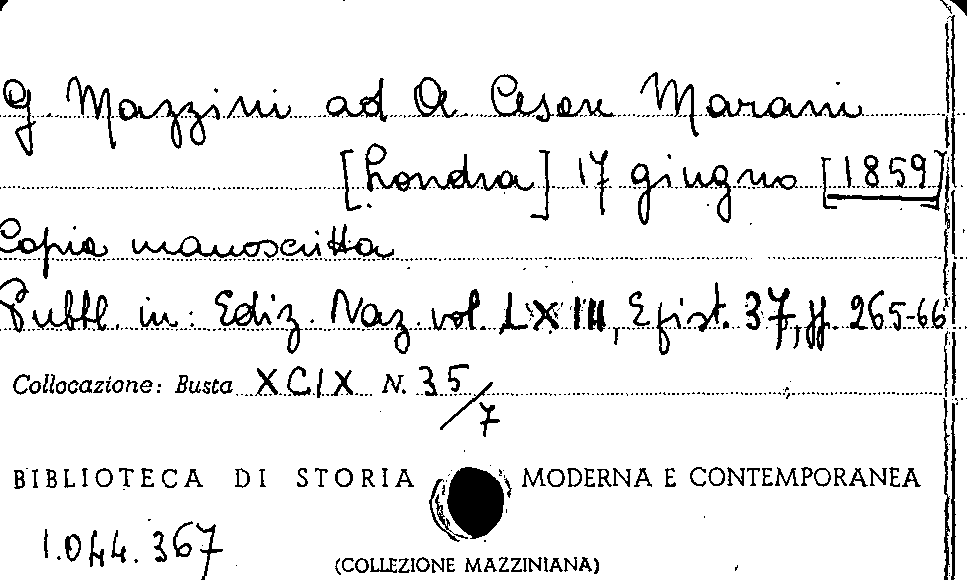 G. Mazzini ad A. Cesare Marani
[Londra] 17 giugno [1859]
Copia manoscritta
Pubbl. in: Ediz. Naz. vol. LXIII, Epist. 37, pp. 265-66
Collocazione: Busta XCIX N. 35/7
BIBLIOTECA DI STORIA MODERNA E CONTEMPORANEA
1.044.367
(COLLEZIONE MAZZINIANA)